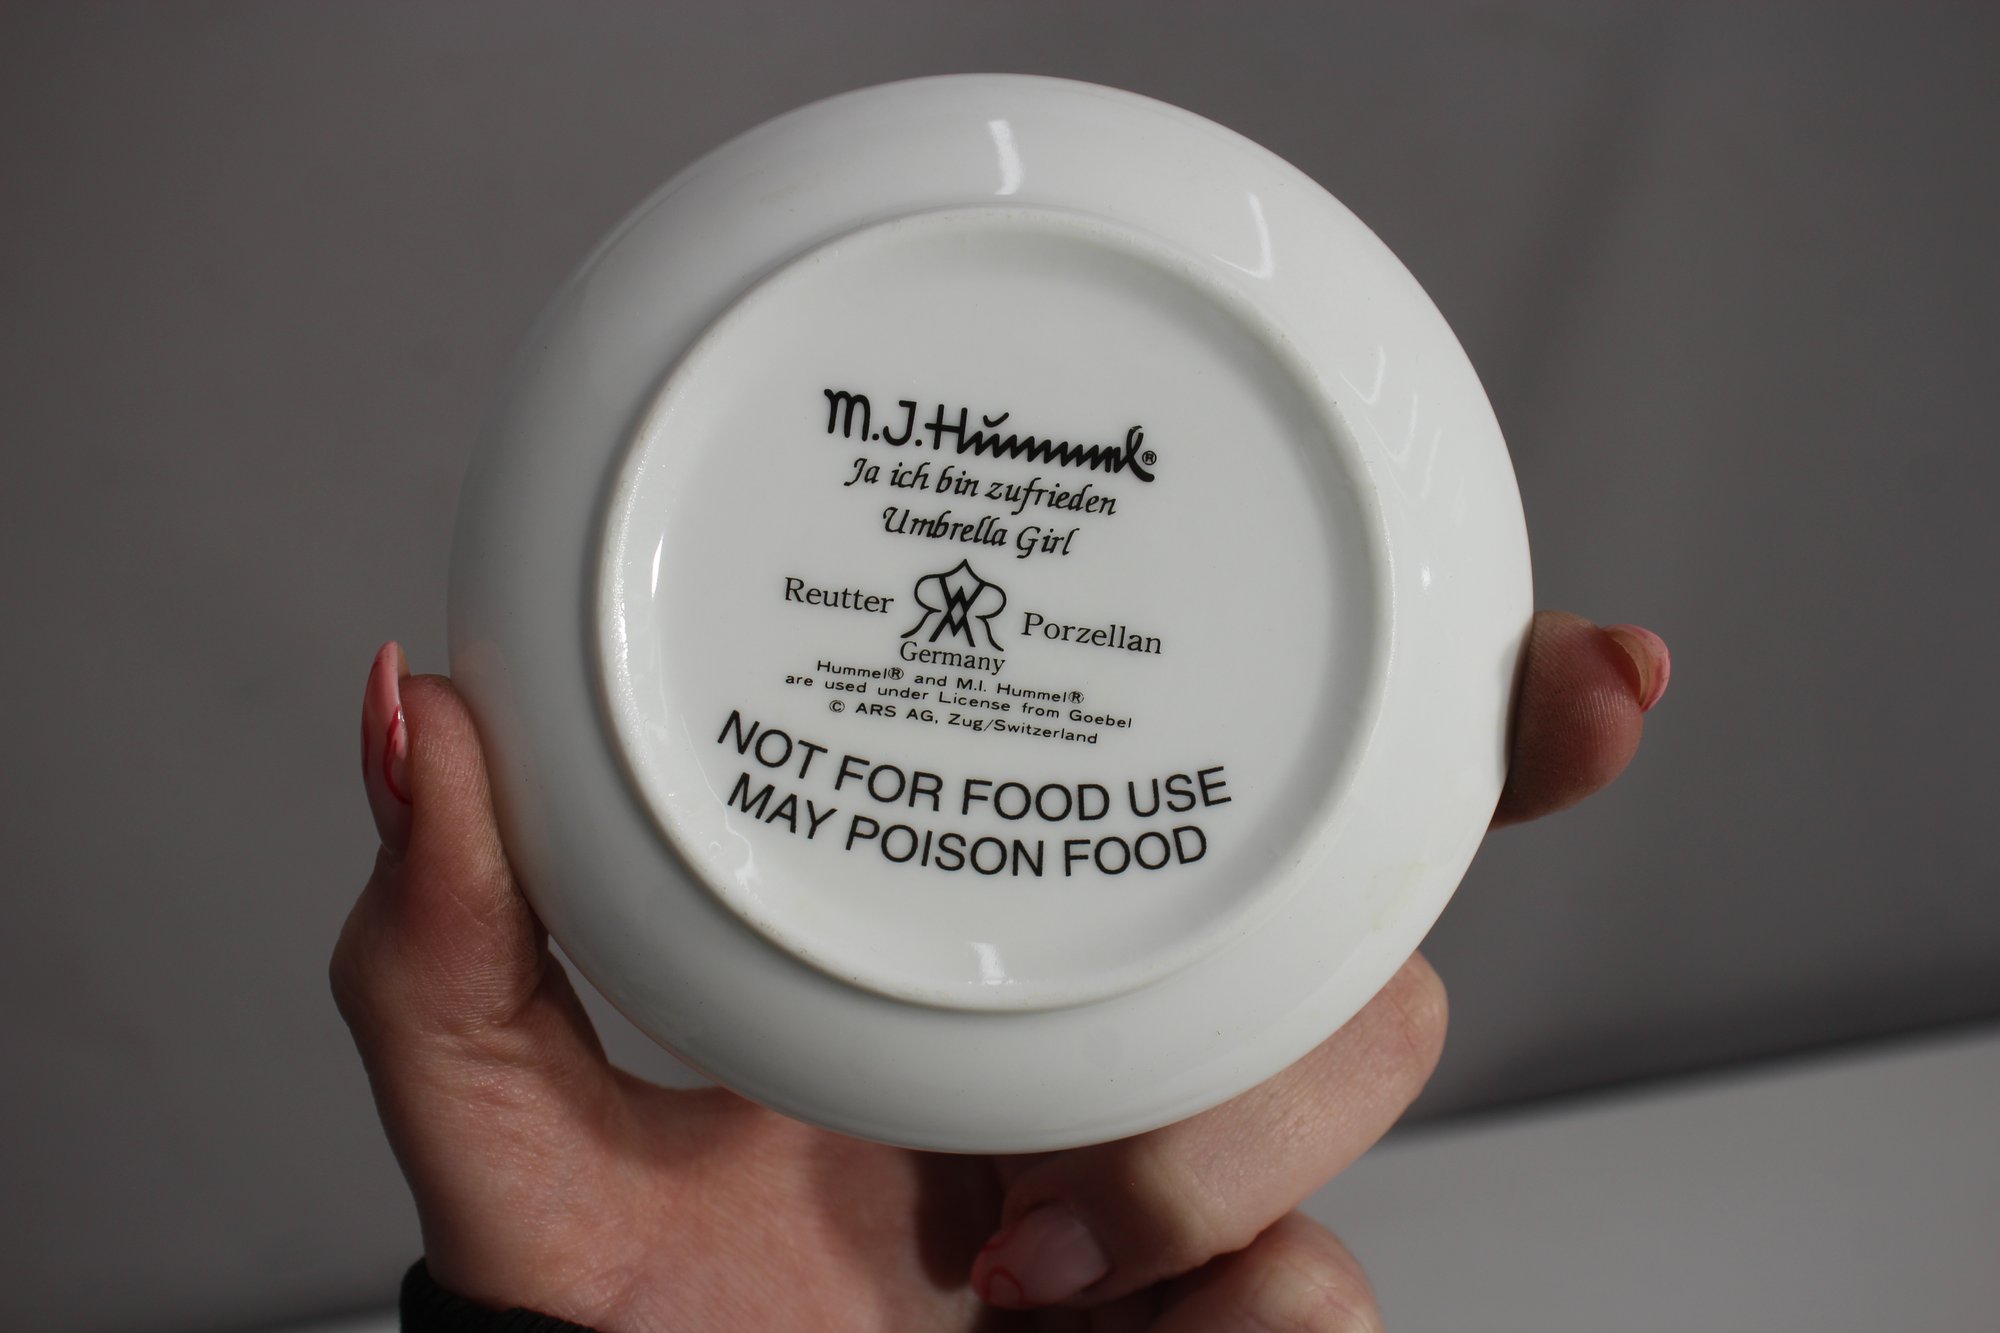 M.J.Hummel®
Ja ich bin zufrieden
Umbrella Girl
Reutter Porzellan
Germany
Hummel® and M.I. Hummel®
are used under License from Goebel
© ARS AG, Zug/Switzerland
NOT FOR FOOD USE
MAY POISON FOOD